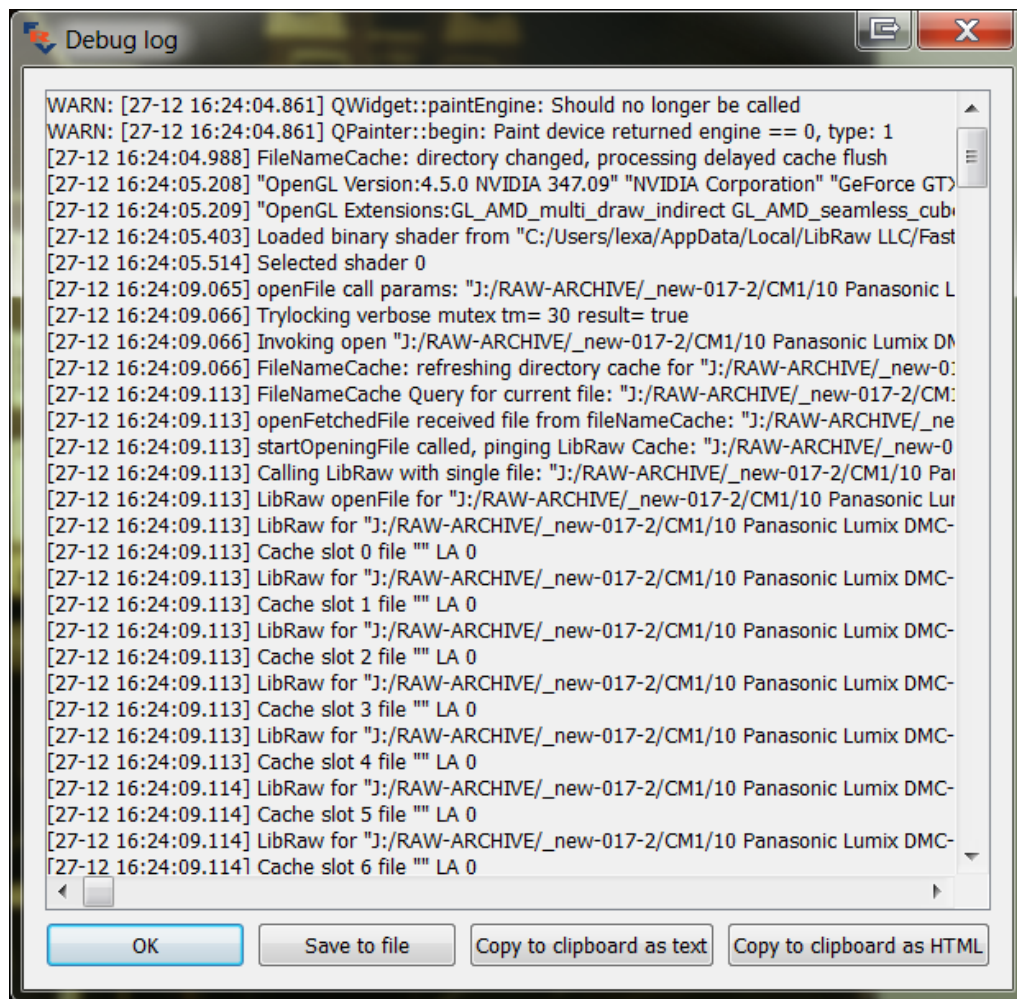 Debug log
WARN: [27-12 16:24:04.861] QWidget::paintEngine: Should no longer be called
WARN: [27-12 16:24:04.861] QPainter::begin: Paint device returned engine == 0, type: 1
[27-12 16:24:04.988] FileNameCache: directory changed, processing delayed cache flush
[27-12 16:24:05.208] "OpenGL Version:4.5.0 NVIDIA 347.09" "NVIDIA Corporation" "GeForce GTX
[27-12 16:24:05.209] "OpenGL Extensions:GL_AMD_multi_draw_indirect GL_AMD_seamless_cub
[27-12 16:24:05.403] Loaded binary shader from "C:/Users/lexa/AppData/Local/LibRaw LLC/Fast
[27-12 16:24:05.514] Selected shader 0
[27-12 16:24:09.065] openFile call params: "J:/RAW-ARCHIVE/_new-017-2/CM1/10 Panasonic L
[27-12 16:24:09.066] Trylocking verbose mutex tm= 30 result= true
[27-12 16:24:09.066] Invoking open "J:/RAW-ARCHIVE/_new-017-2/CM1/10 Panasonic Lumix DM
[27-12 16:24:09.066] FileNameCache: refreshing directory cache for "J:/RAW-ARCHIVE/_new-01
[27-12 16:24:09.113] FileNameCache Query for current file: "J:/RAW-ARCHIVE/_new-017-2/CM1
[27-12 16:24:09.113] openFetchedFile received file from fileNameCache: "J:/RAW-ARCHIVE/_ne
[27-12 16:24:09.113] startOpeningFile called, pinging LibRaw Cache: "J:/RAW-ARCHIVE/_new-0
[27-12 16:24:09.113] Calling LibRaw with single file: "J:/RAW-ARCHIVE/_new-017-2/CM1/10 Pa
[27-12 16:24:09.113] LibRaw openFile for "J:/RAW-ARCHIVE/_new-017-2/CM1/10 Panasonic Lu
[27-12 16:24:09.113] LibRaw for "J:/RAW-ARCHIVE/_new-017-2/CM1/10 Panasonic Lumix DMC-
[27-12 16:24:09.113] Cache slot 0 file "" LA 0
[27-12 16:24:09.113] LibRaw for "J:/RAW-ARCHIVE/_new-017-2/CM1/10 Panasonic Lumix DMC-
[27-12 16:24:09.113] Cache slot 1 file "" LA 0
[27-12 16:24:09.113] LibRaw for "J:/RAW-ARCHIVE/_new-017-2/CM1/10 Panasonic Lumix DMC-
[27-12 16:24:09.113] Cache slot 2 file "" LA 0
[27-12 16:24:09.113] LibRaw for "J:/RAW-ARCHIVE/_new-017-2/CM1/10 Panasonic Lumix DMC-
[27-12 16:24:09.113] Cache slot 3 file "" LA 0
[27-12 16:24:09.113] LibRaw for "J:/RAW-ARCHIVE/_new-017-2/CM1/10 Panasonic Lumix DMC-
[27-12 16:24:09.113] Cache slot 4 file "" LA 0
[27-12 16:24:09.114] LibRaw for "J:/RAW-ARCHIVE/_new-017-2/CM1/10 Panasonic Lumix DMC-
[27-12 16:24:09.114] Cache slot 5 file "" LA 0
[27-12 16:24:09.114] LibRaw for "J:/RAW-ARCHIVE/_new-017-2/CM1/10 Panasonic Lumix DMC-
[27-12 16:24:09.114] Cache slot 6 file "" LA 0
OK
Save to file
Copy to clipboard as text
Copy to clipboard as HTML